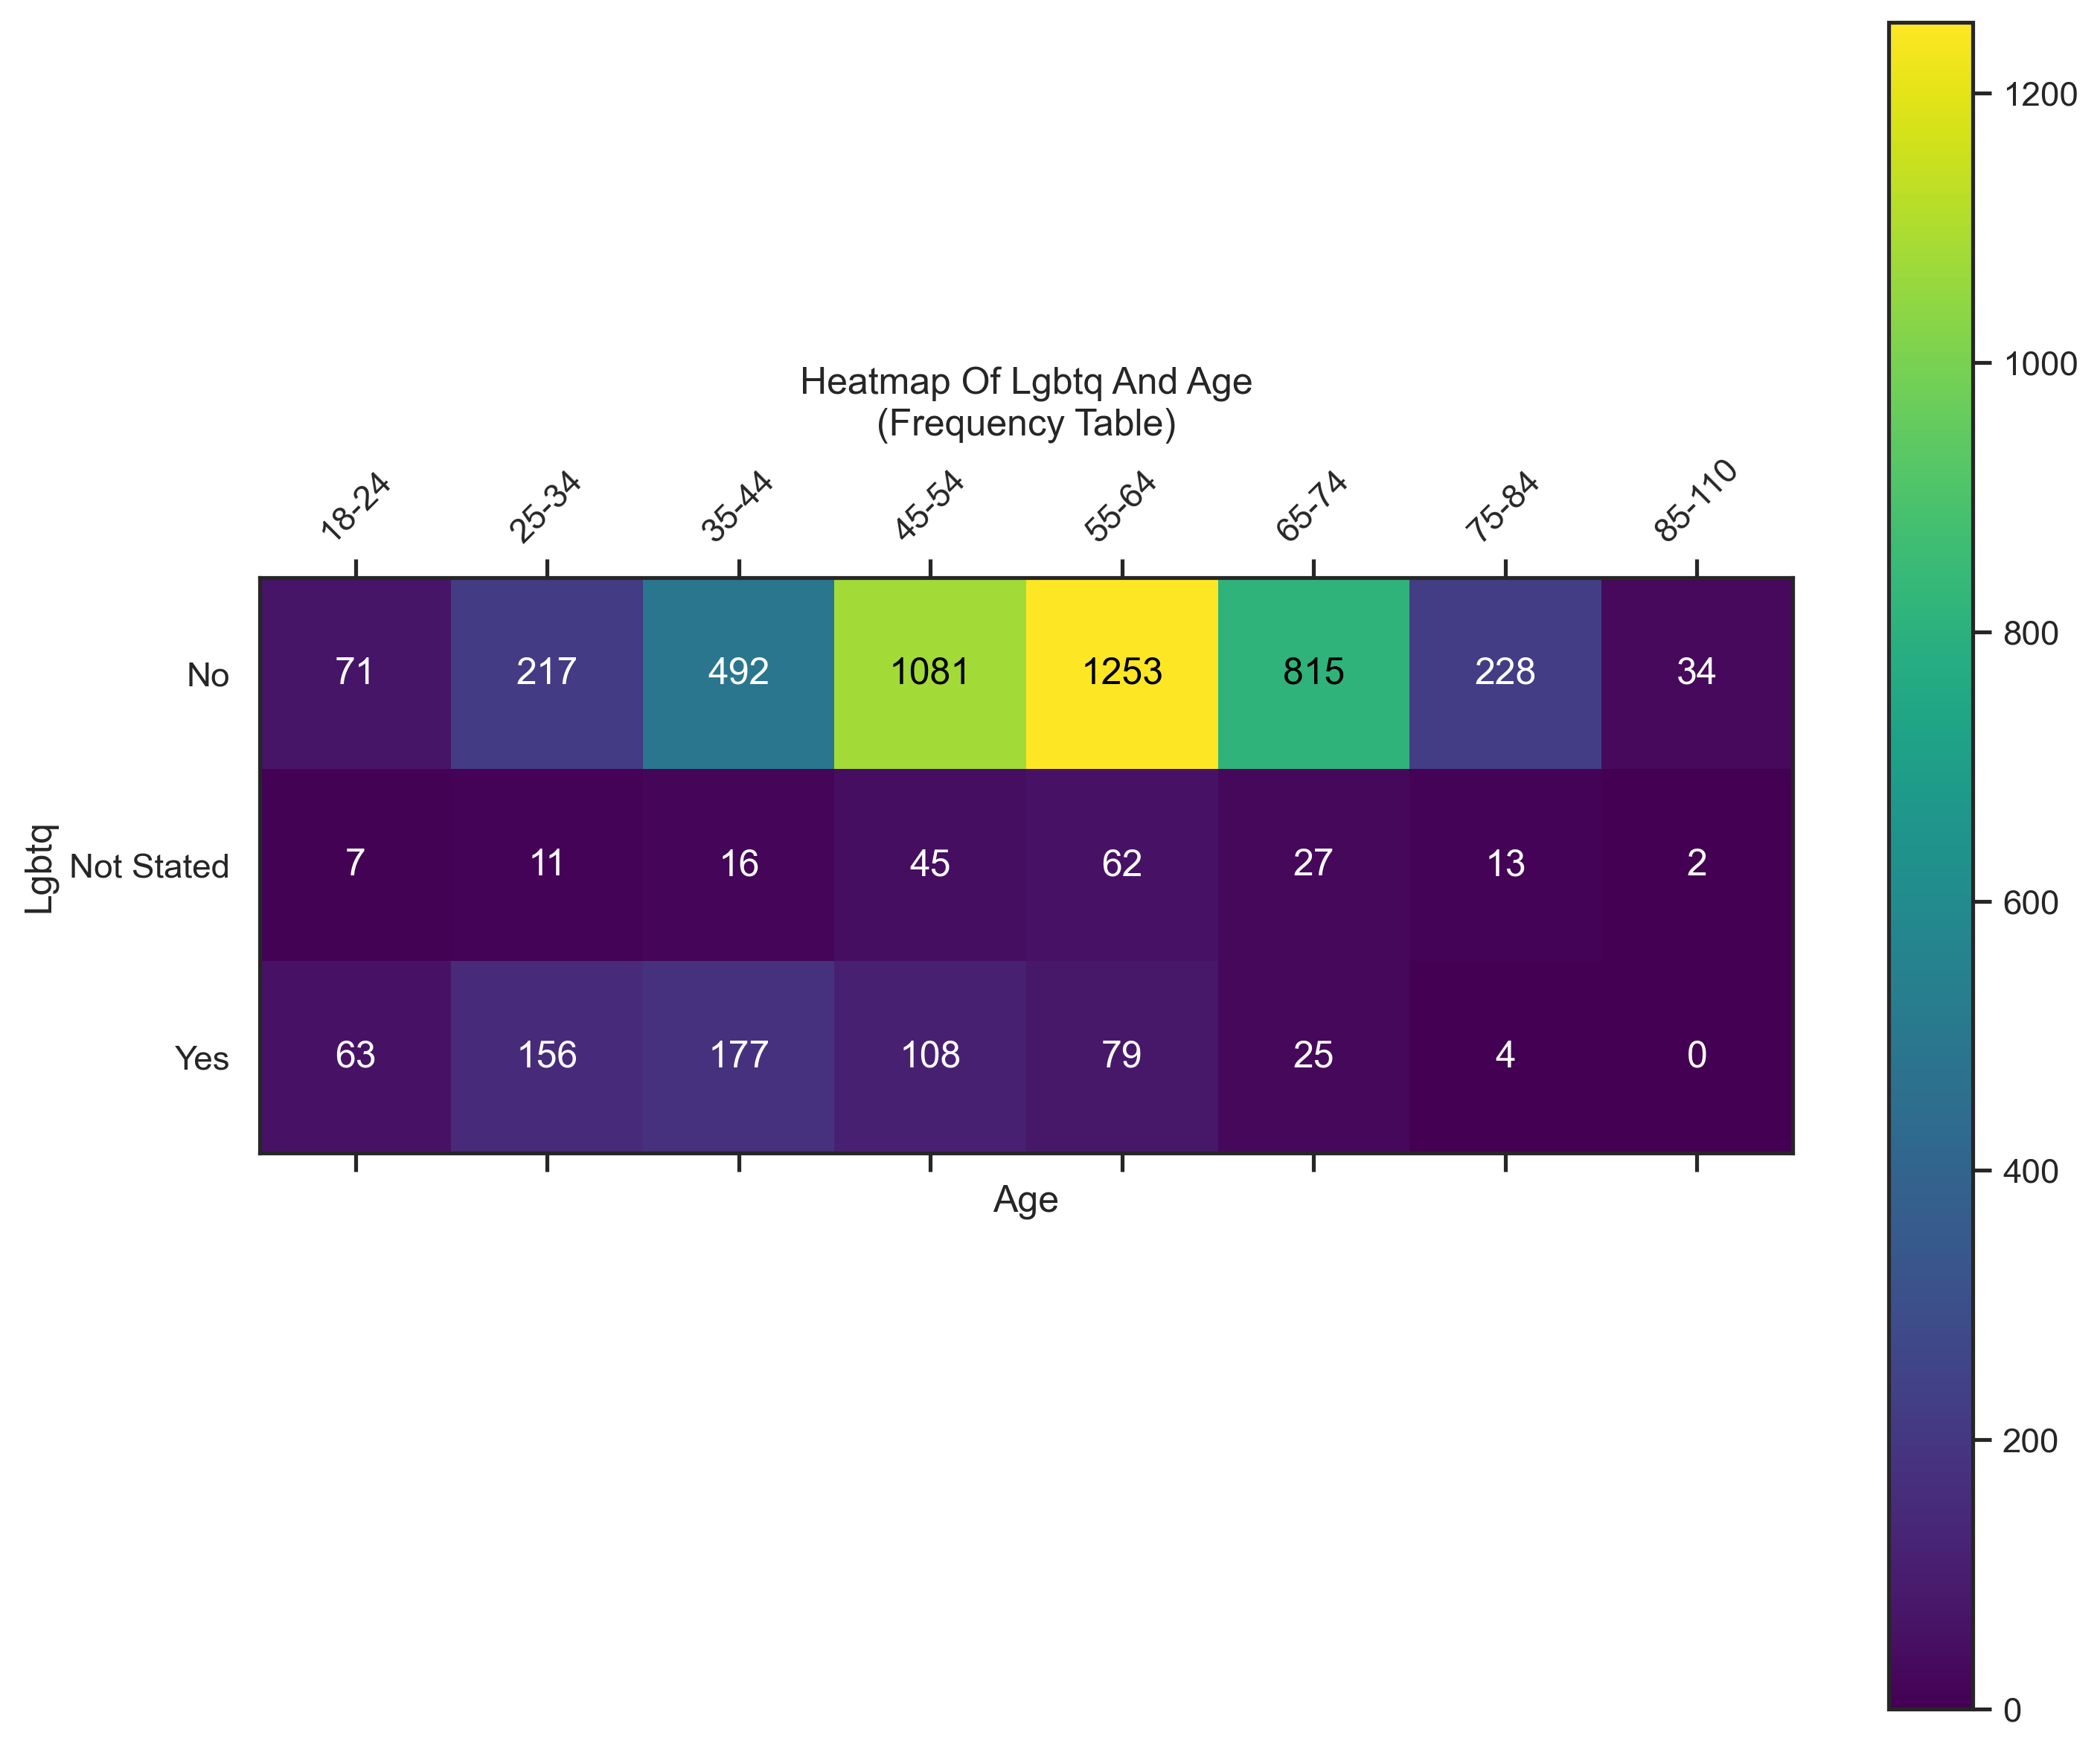 Heatmap Of Lgbtq And Age
(Frequency Table)
18-24 25-34 35-44 45-54 55-64 65-74 75-84 85-110
No 71 217 492 1081 1253 815 228 34
Not Stated 7 11 16 45 62 27 13 2
Yes 63 156 177 108 79 25 4 0
Lgbtq
Age
1200
1000
800
600
400
200
0